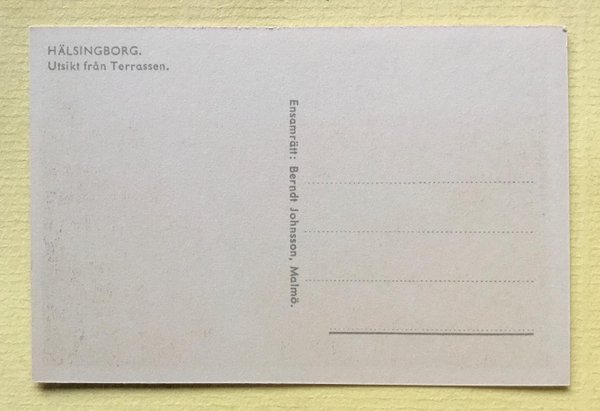 HÄLSINGBORG.
Utsikt från Terrassen.
Ensamrätt: Berndt Johnsson, Malmö.